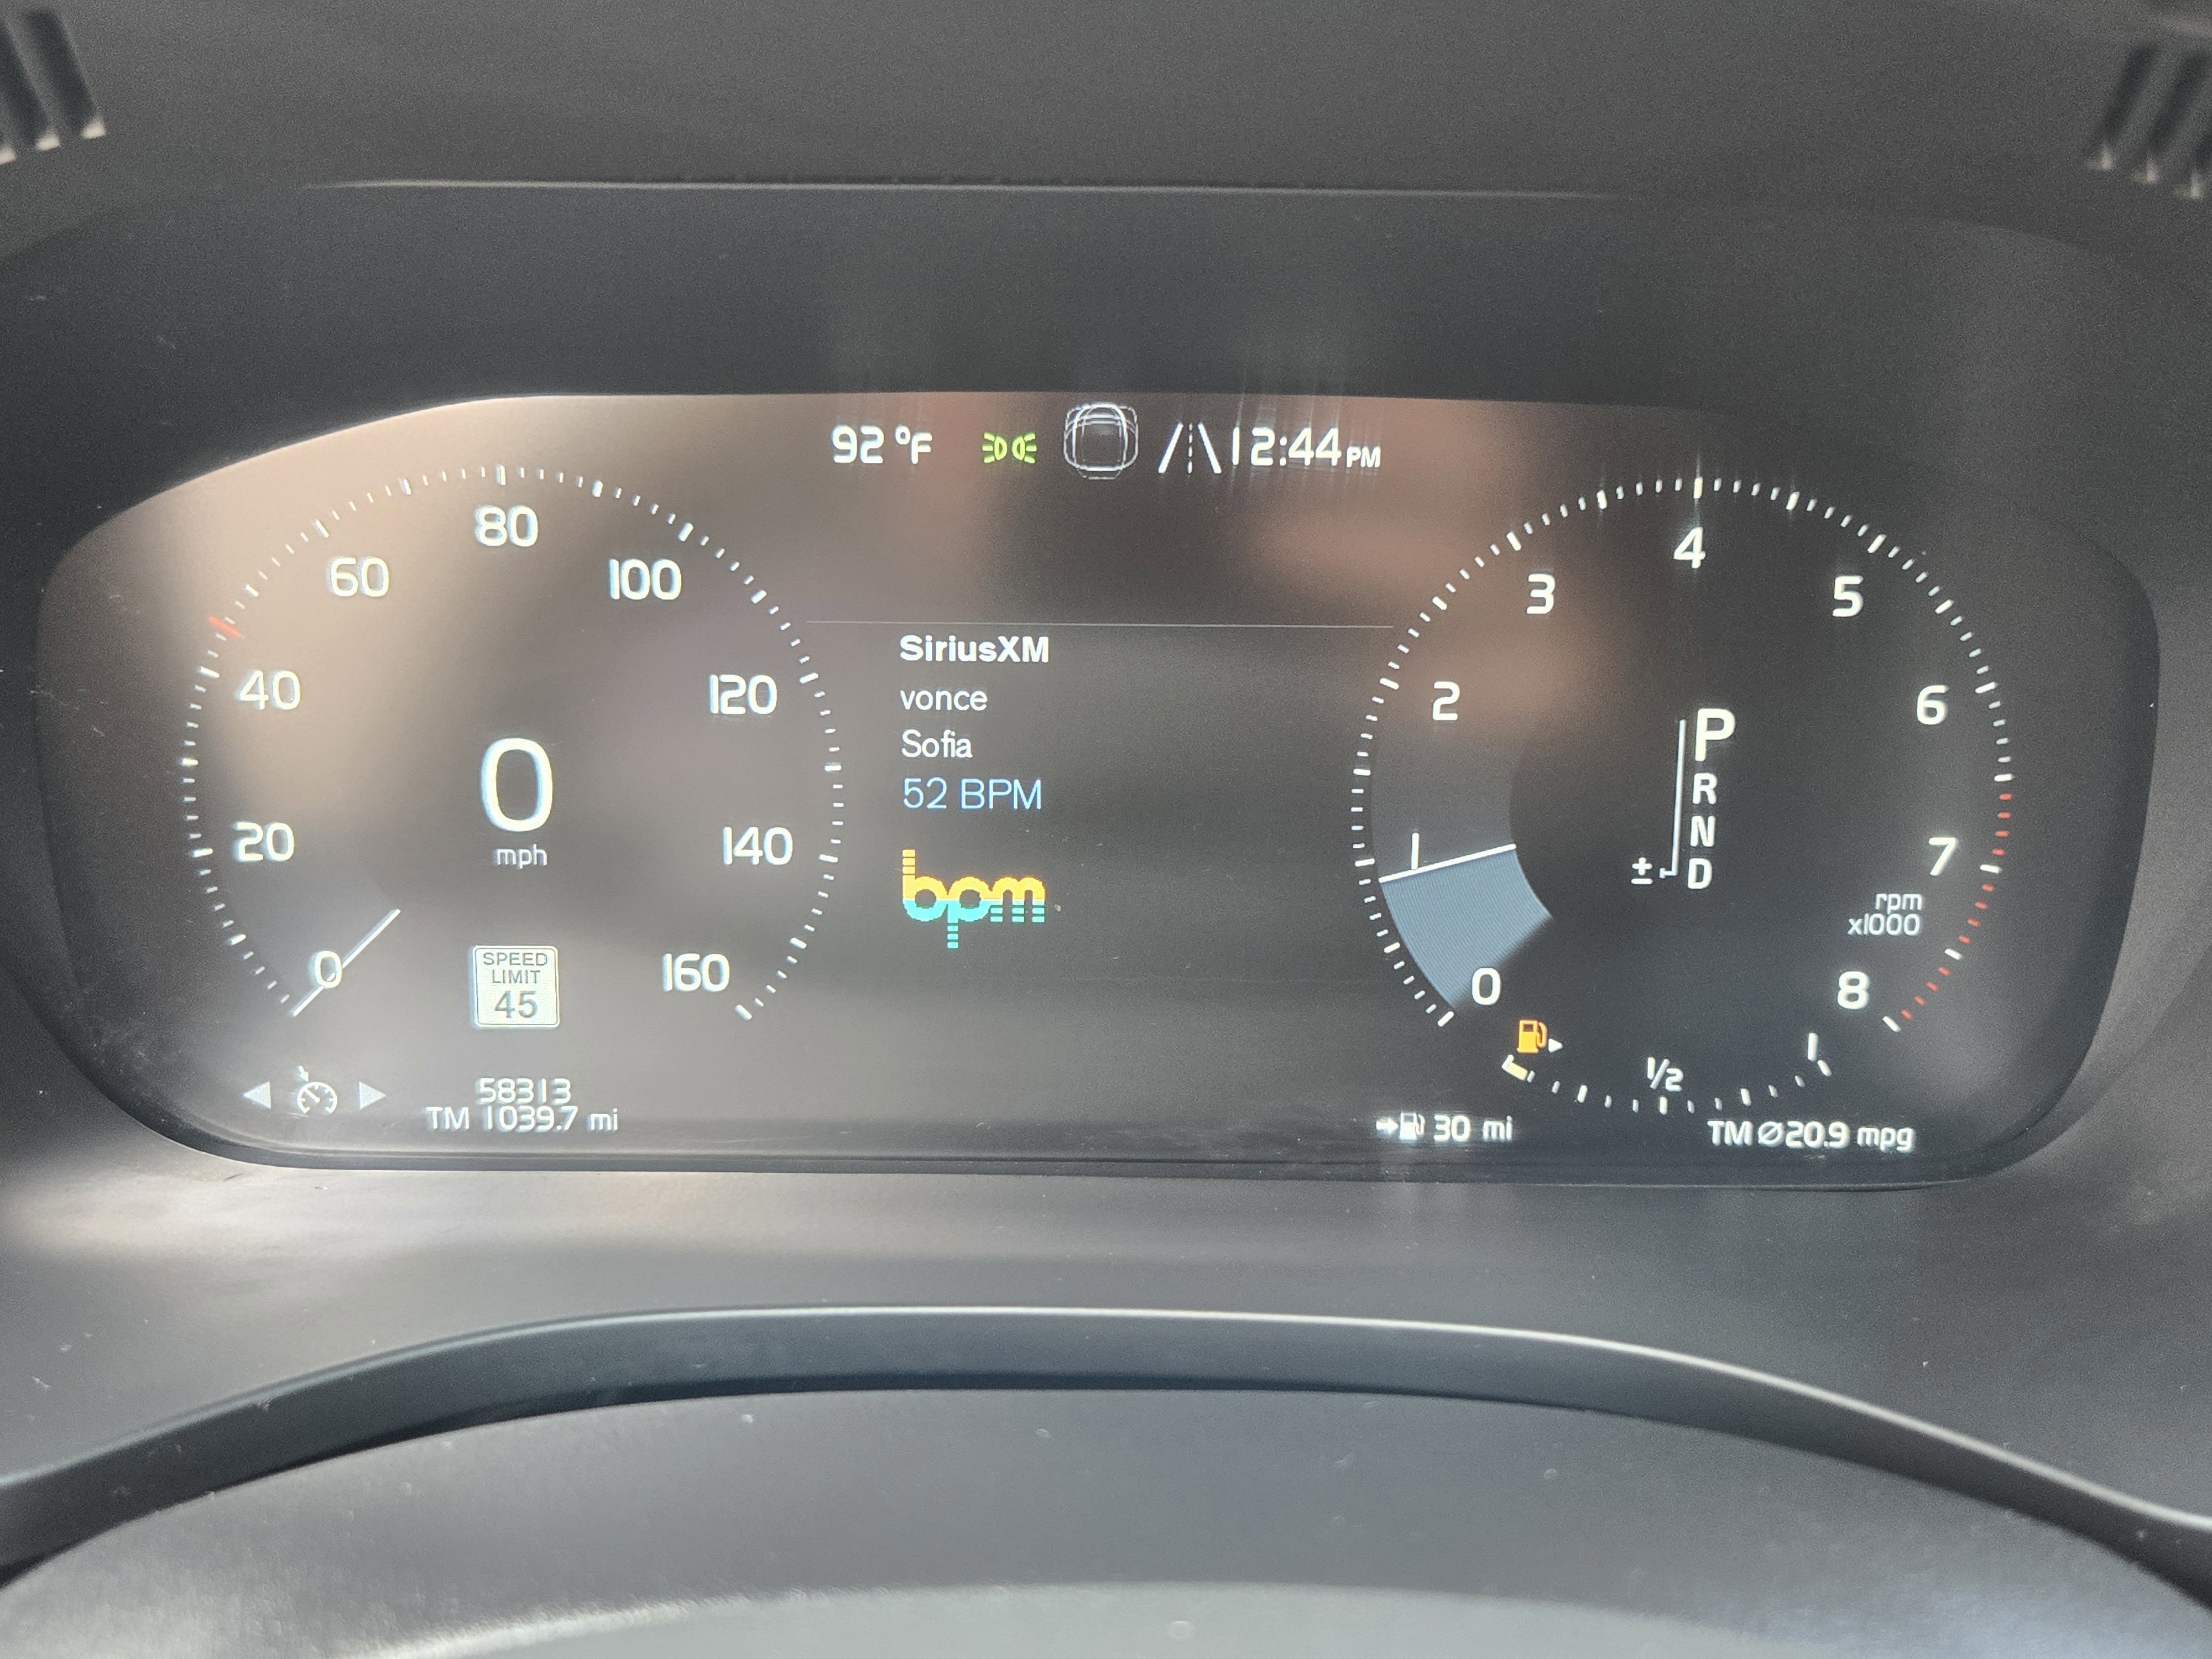 92 °F
12:44 PM
80
60
100
40
120
0
mph
20
140
0
160
SPEED
LIMIT
45
58313
TM 1039.7 mi
SiriusXM
vonce
Sofia
52 BPM
bpm
4
3
5
2
6
P
R
N
± D
1
7
rpm
x1000
0
8
1/2
1
30 mi
TM ∅ 20.9 mpg